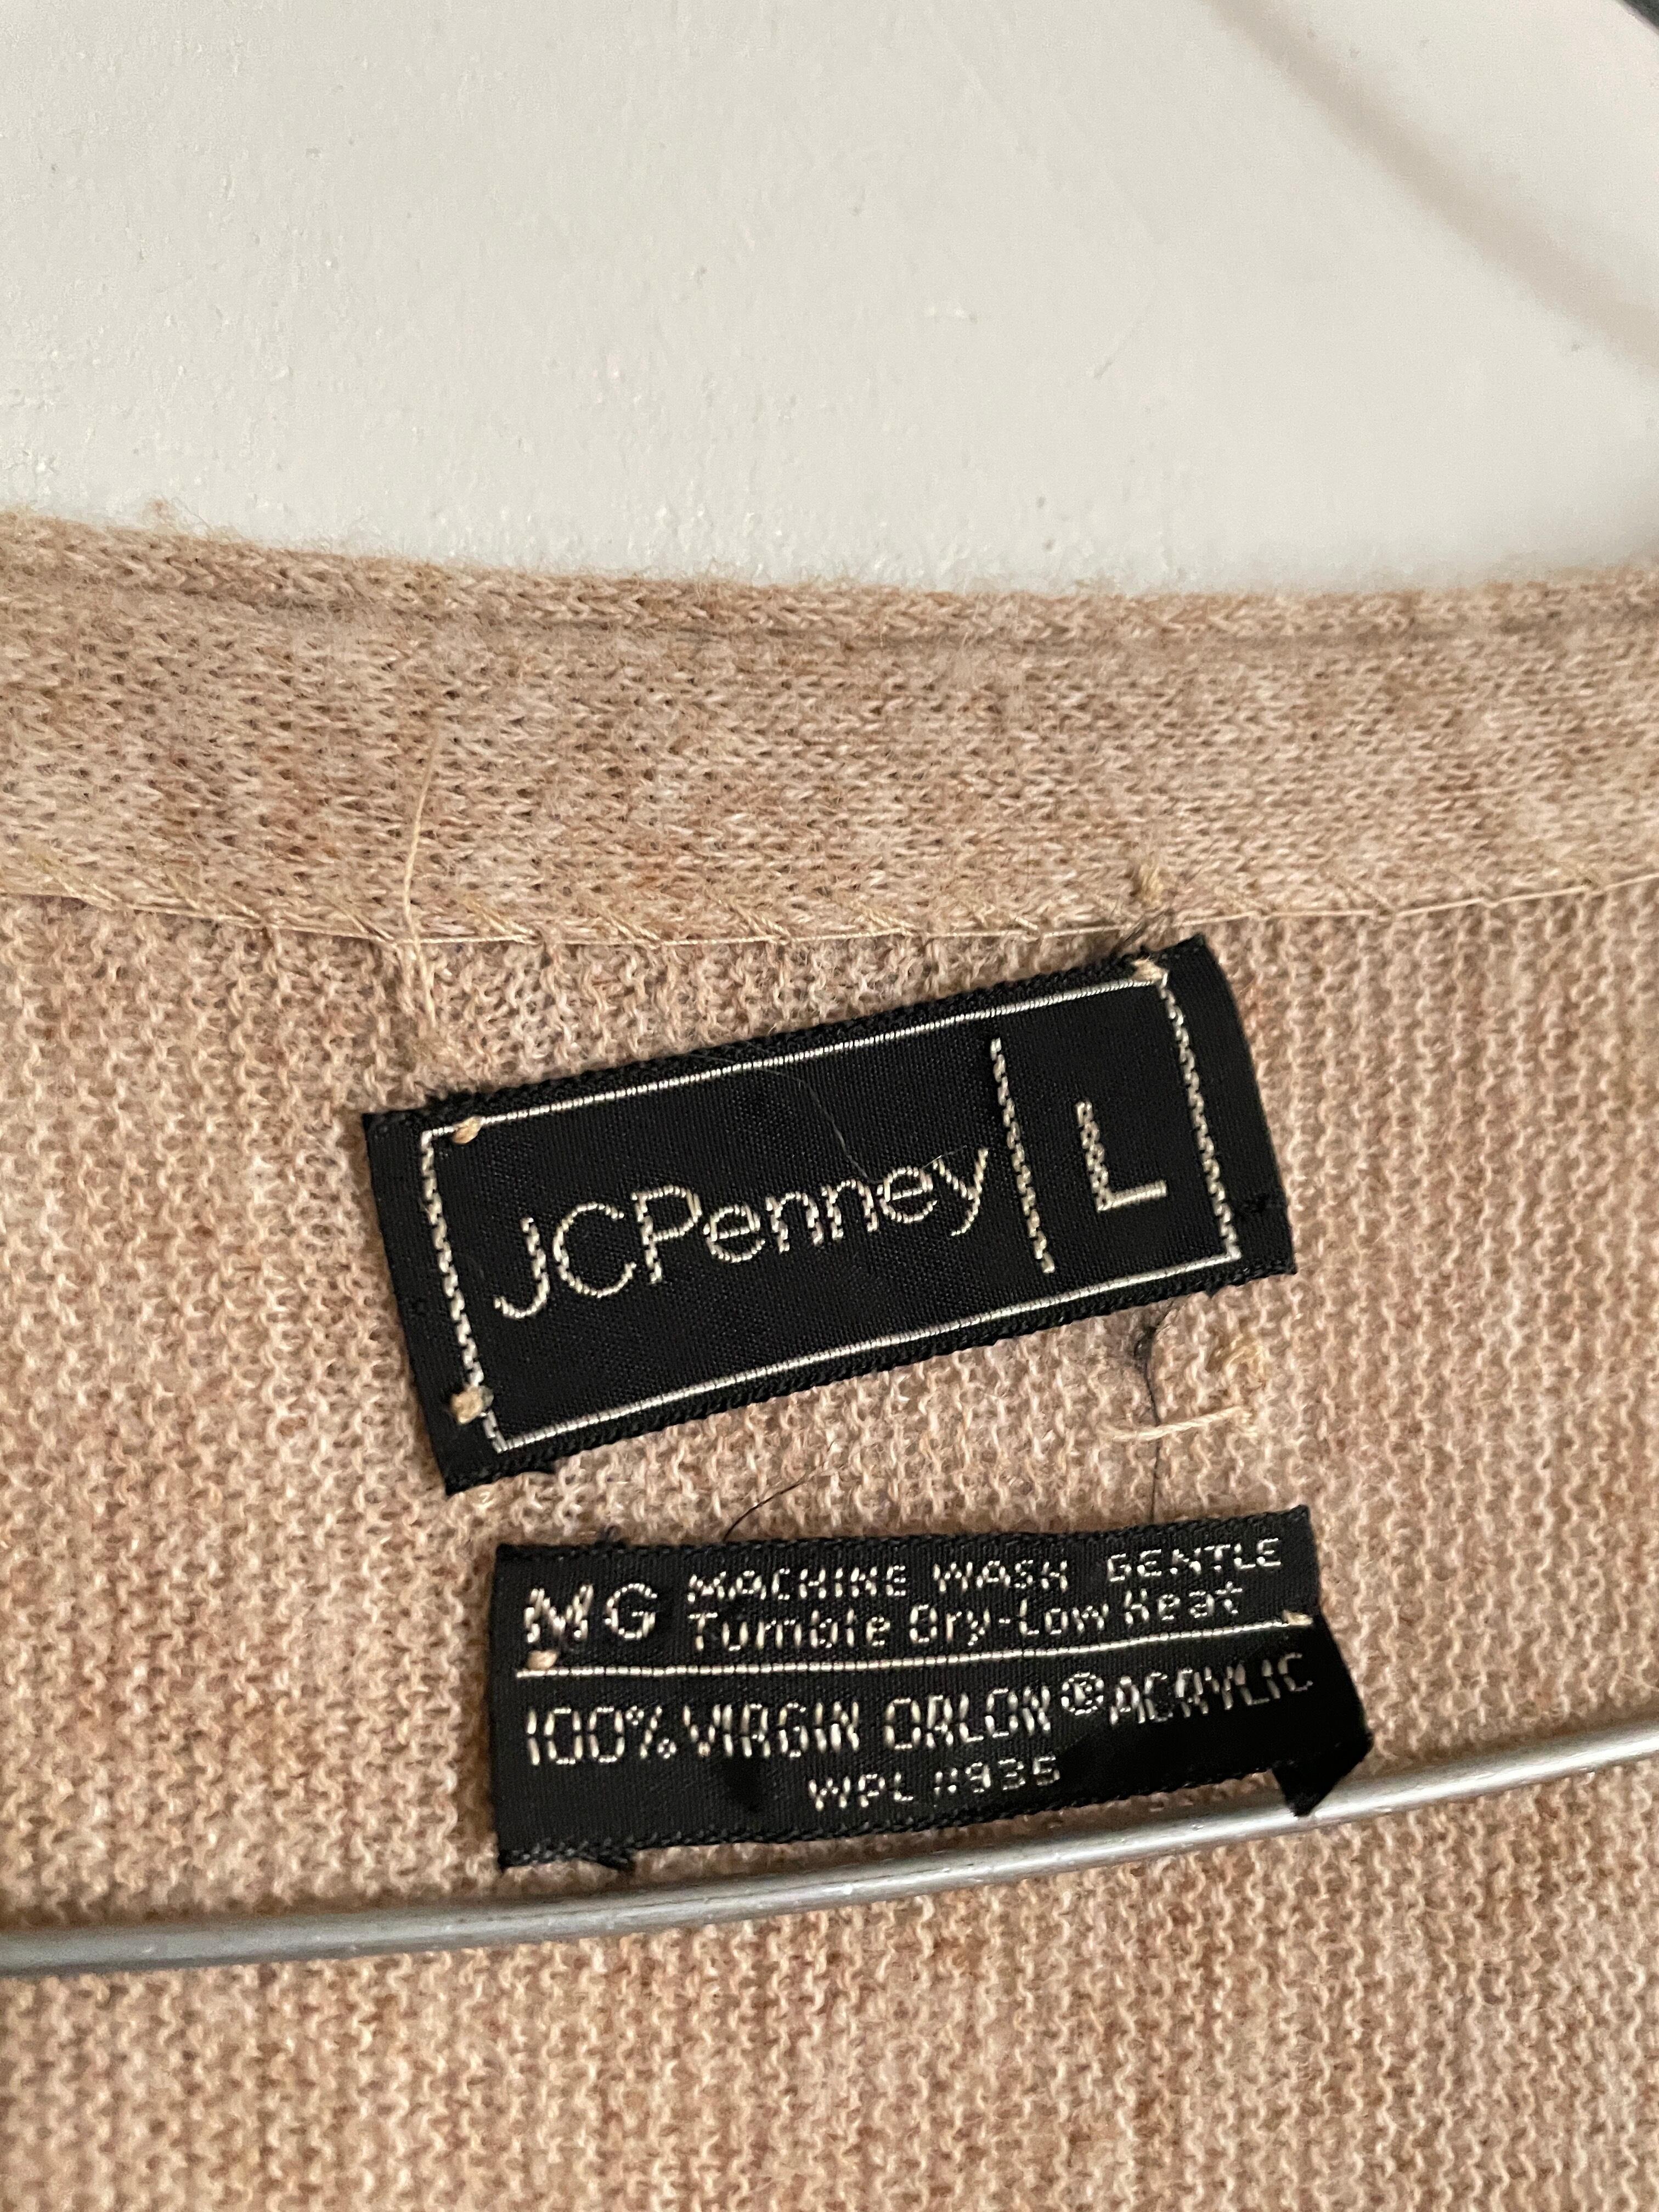 JCPenney L
MG MACHINE WASH GENTLE
Tumble Dry-Low Heat
100% VIRGIN ORLON® ACRYLIC
WPL #935